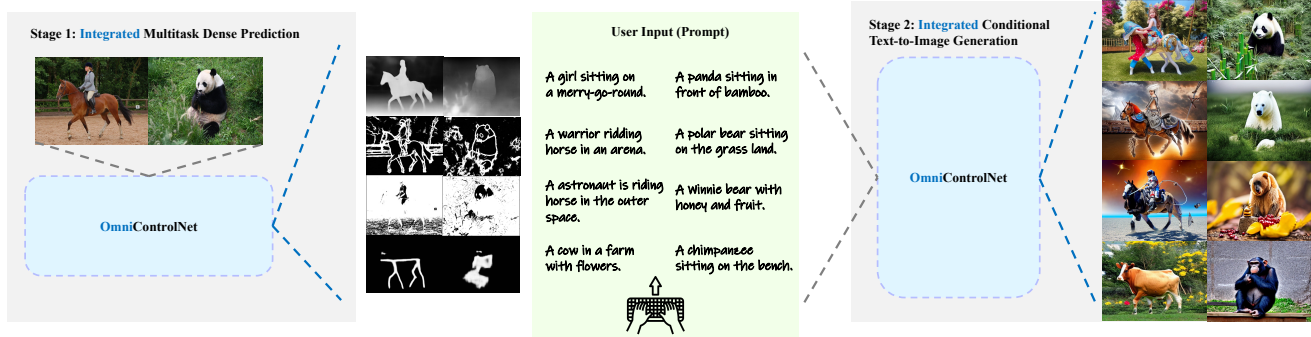 Stage 1: Integrated Multitask Dense Prediction
OmniControlNet
User Input (Prompt)
A girl sitting on
a merry-go-round.
A panda sitting in
front of bamboo.
A warrior ridding
horse in an arena.
A polar bear sitting
on the grass land.
A astronaut is riding
horse in the outer
space.
A Winnie bear with
honey and fruit.
A cow in a farm
with flowers.
A chimpanzee
sitting on the bench.
Stage 2: Integrated Conditional
Text-to-Image Generation
OmniControlNet